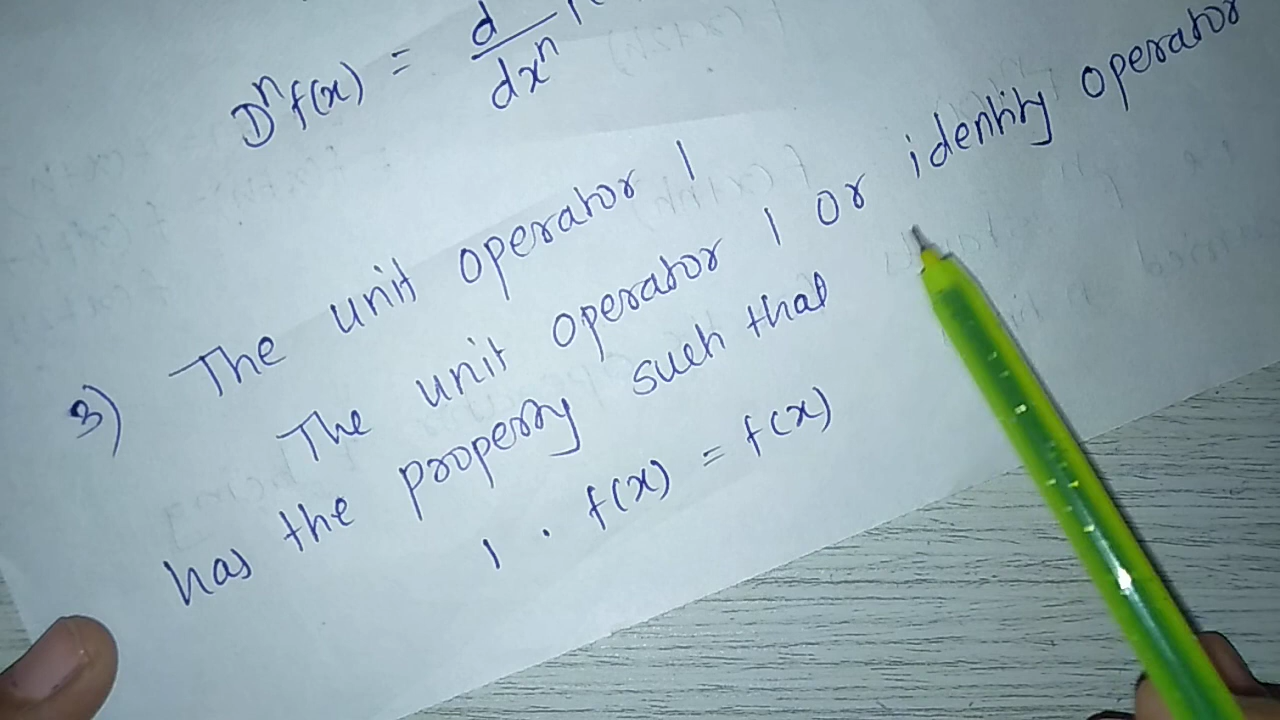 Dⁿf(x) = d/dxⁿ
3) The unit operator 1
The unit operator 1 or identity operator
has the property such that
1 . f(x) = f(x)